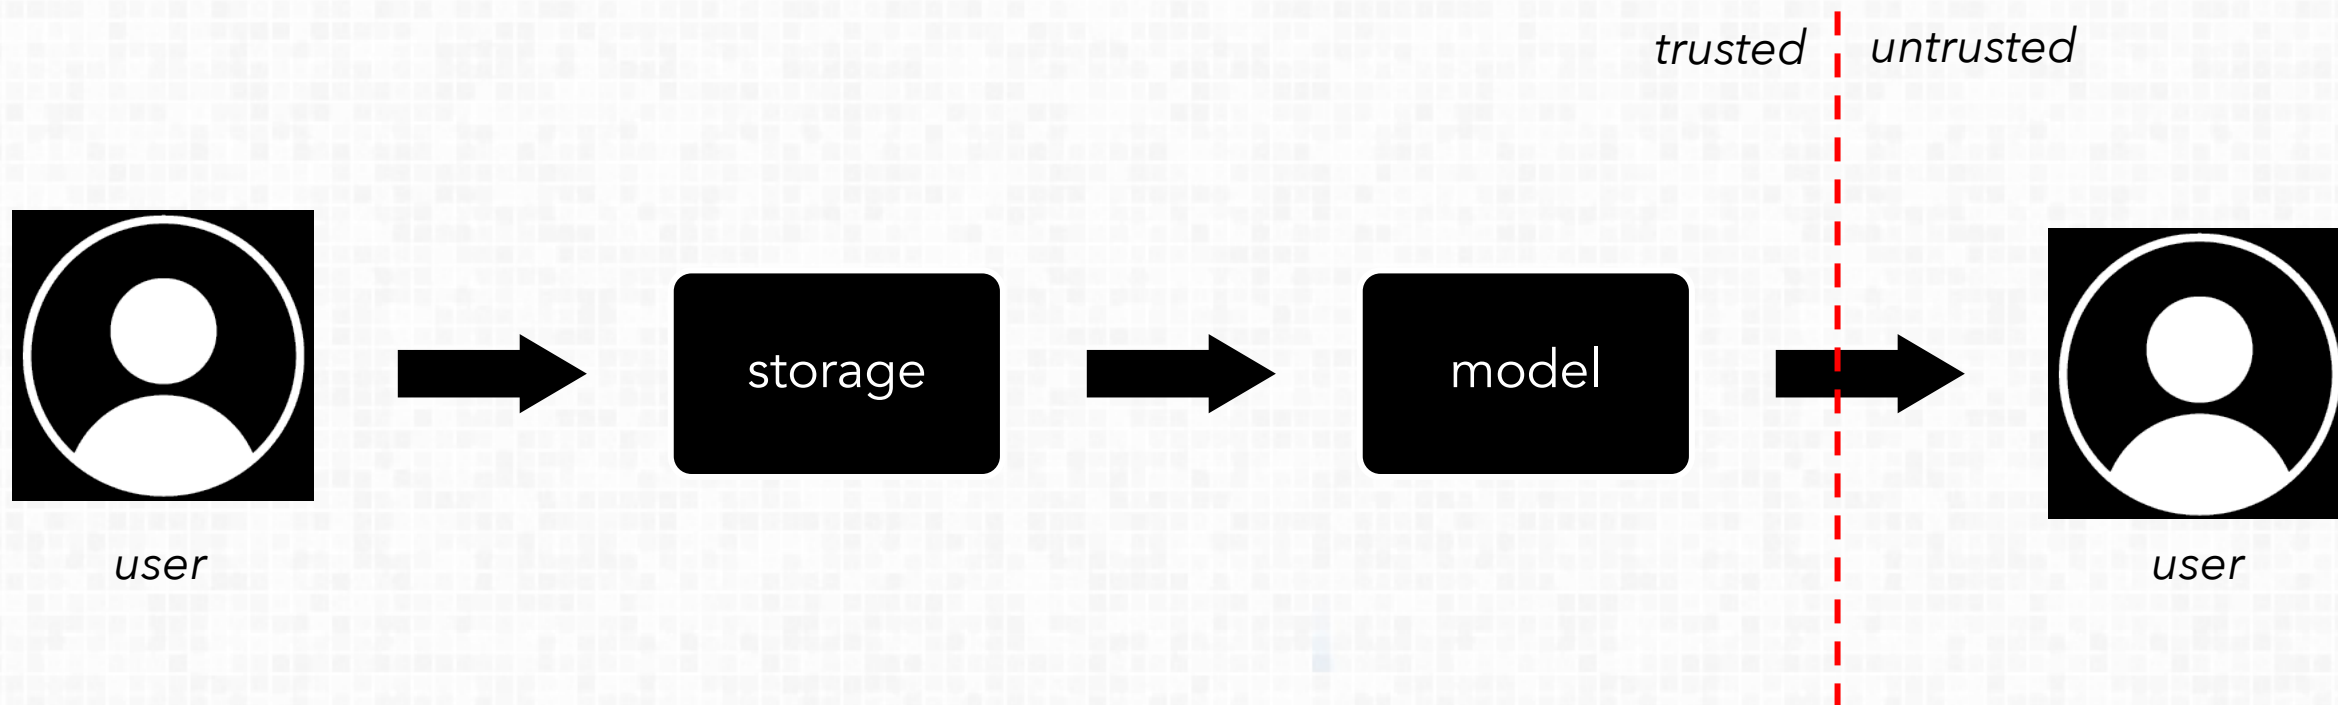 trusted
untrusted
storage
model
user
user